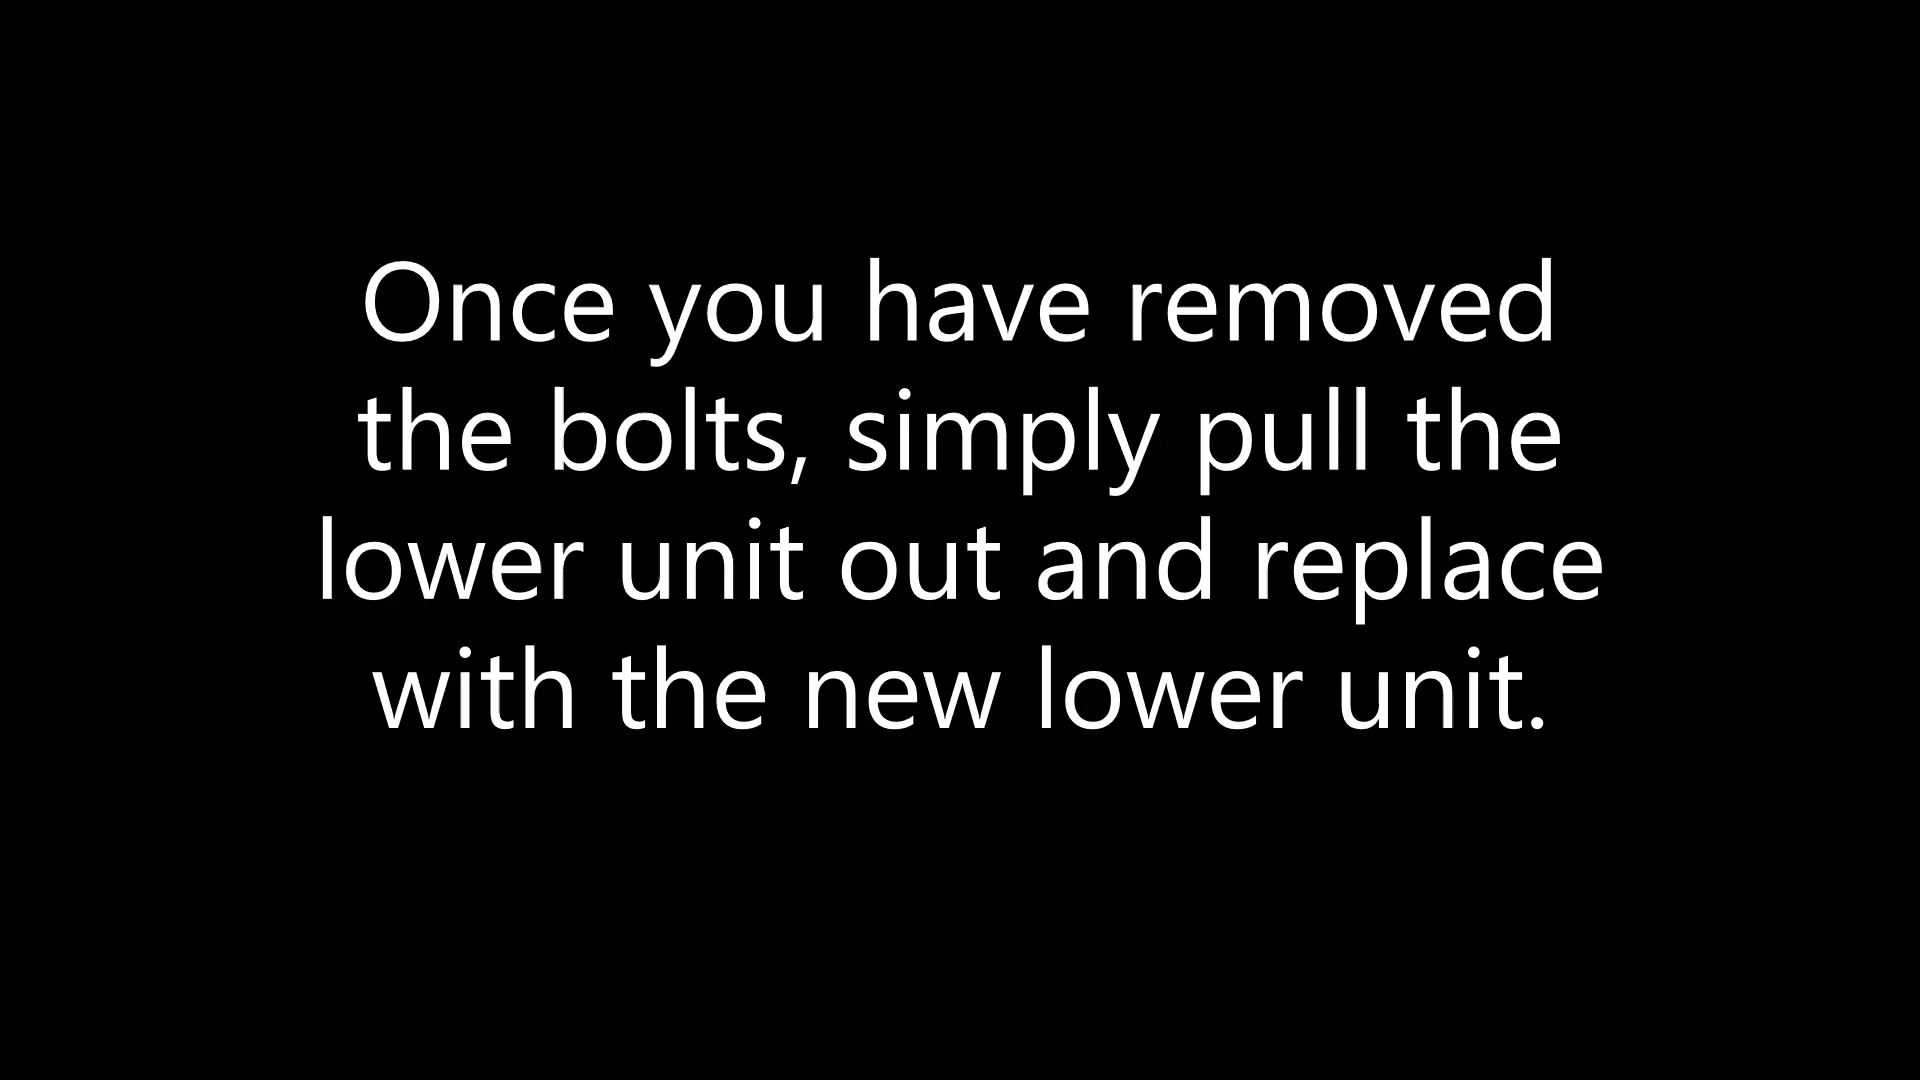 Once you have removed
the bolts, simply pull the
lower unit out and replace
with the new lower unit.